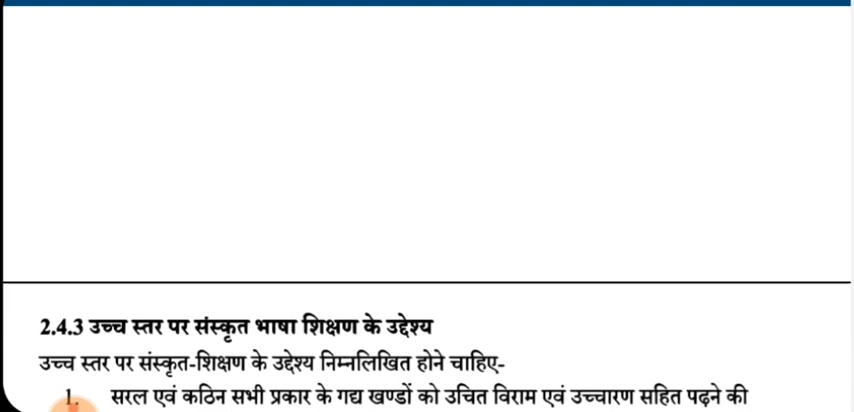 2.4.3 उच्च स्तर पर संस्कृत भाषा शिक्षण के उद्देश्य
उच्च स्तर पर संस्कृत-शिक्षण के उद्देश्य निम्नलिखित होने चाहिए-
1. सरल एवं कठिन सभी प्रकार के गद्य खण्डों को उचित विराम एवं उच्चारण सहित पढ़ने की